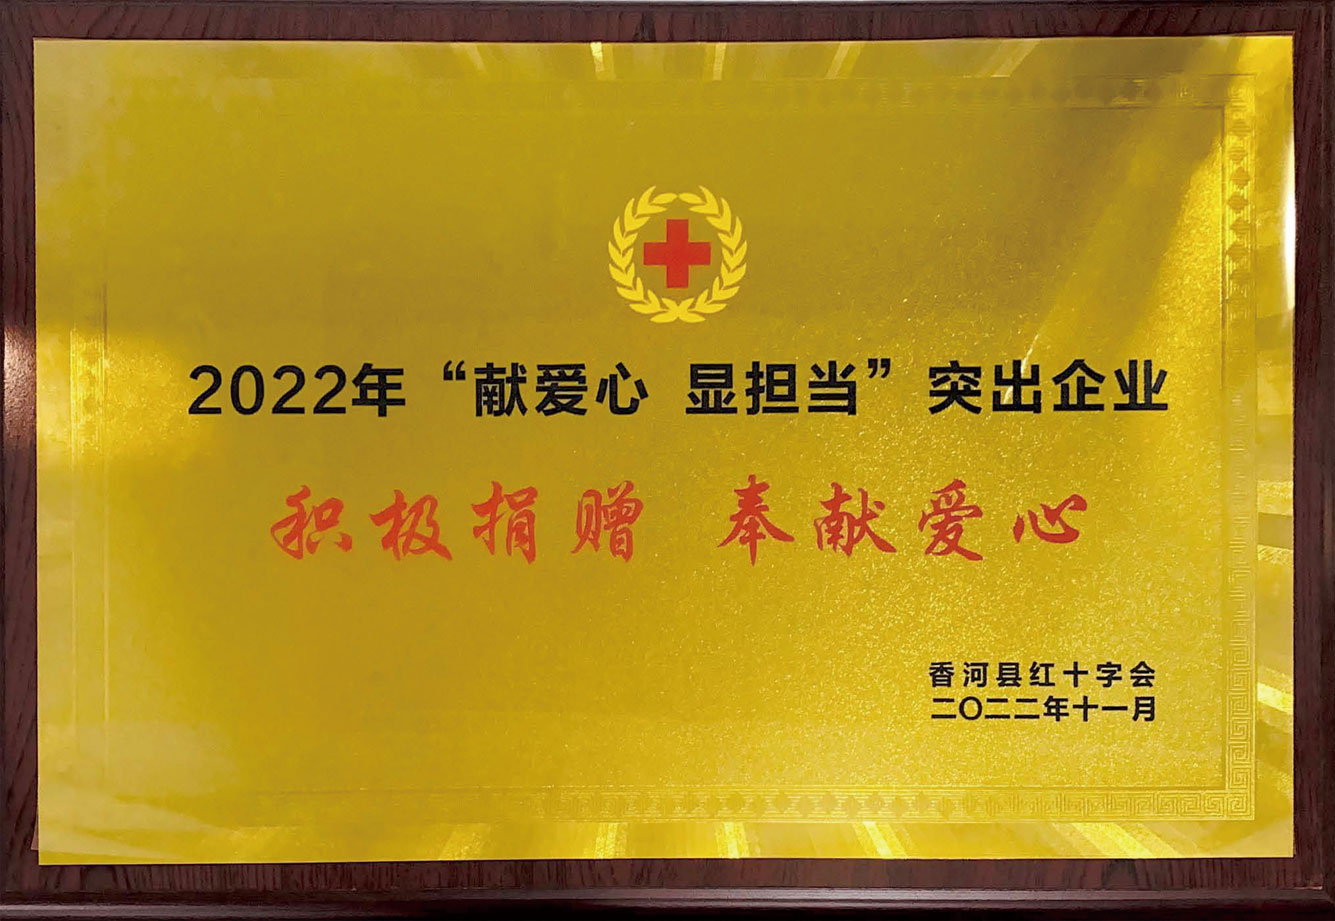 2022年“献爱心 显担当”突出企业
积极捐赠 奉献爱心
香河县红十字会
二〇二二年十一月